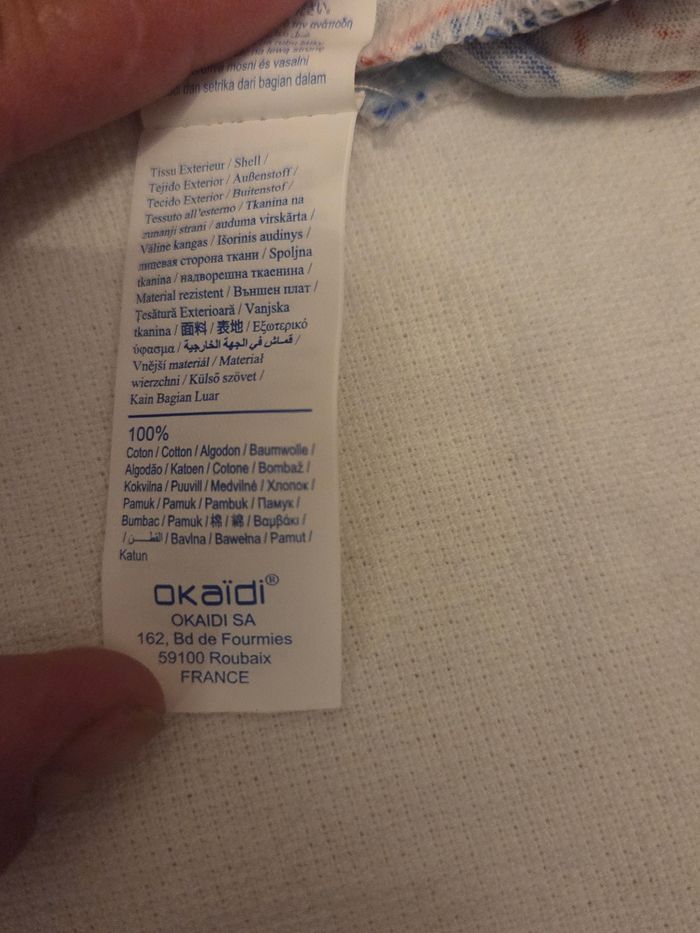 την ανάποδη
mosni és vasalni
dan setrika dari bagian dalam
Tissu Exterieur / Shell /
Tejido Exterior / Außenstoff /
Tecido Exterior / Buitenstof /
Tessuto all'esterno / Tkanina na
zunanji strani / auduma virskārta /
Väline kangas / Išorinis audinys /
лицевая сторона ткани / Spoljna
tkanina / надворешна ткаенина /
Material rezistent / Външен плат /
Ţesătură Exterioară / Vanjska
tkanina / 面料 / 表地 / Εξωτερικό
ύφασμα / قماش في الجهة الخارجية /
Vnější materiál / Materiał
wierzchni / Külső szövet /
Kain Bagian Luar
100%
Coton / Cotton / Algodon / Baumwolle /
Algodão / Katoen / Cotone / Bombaž /
Kokvilna / Puuvill / Medvilnė / Хлопок /
Pamuk / Pamuk / Pambuk / Памук /
Bumbac / Pamuk / 棉 / 綿 / Βαμβάκι /
القطن / Bavlna / Bawełna / Pamut /
Katun
OKAïDI®
OKAIDI SA
162, Bd de Fourmies
59100 Roubaix
FRANCE